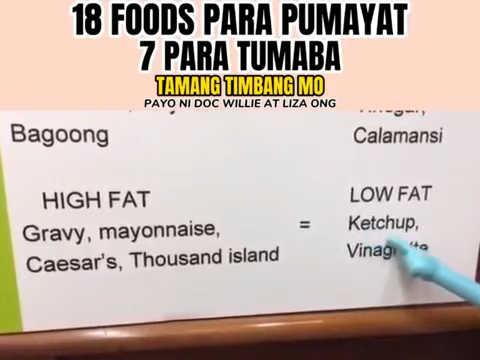 18 FOODS PARA PUMAYAT
7 PARA TUMABA
TAMANG TIMBANG MO
PAYO NI DOC WILLIE AT LIZA ONG
Bagoong
Calamansi
HIGH FAT
LOW FAT
Gravy, mayonnaise,
=
Ketchup,
Caesar's, Thousand island